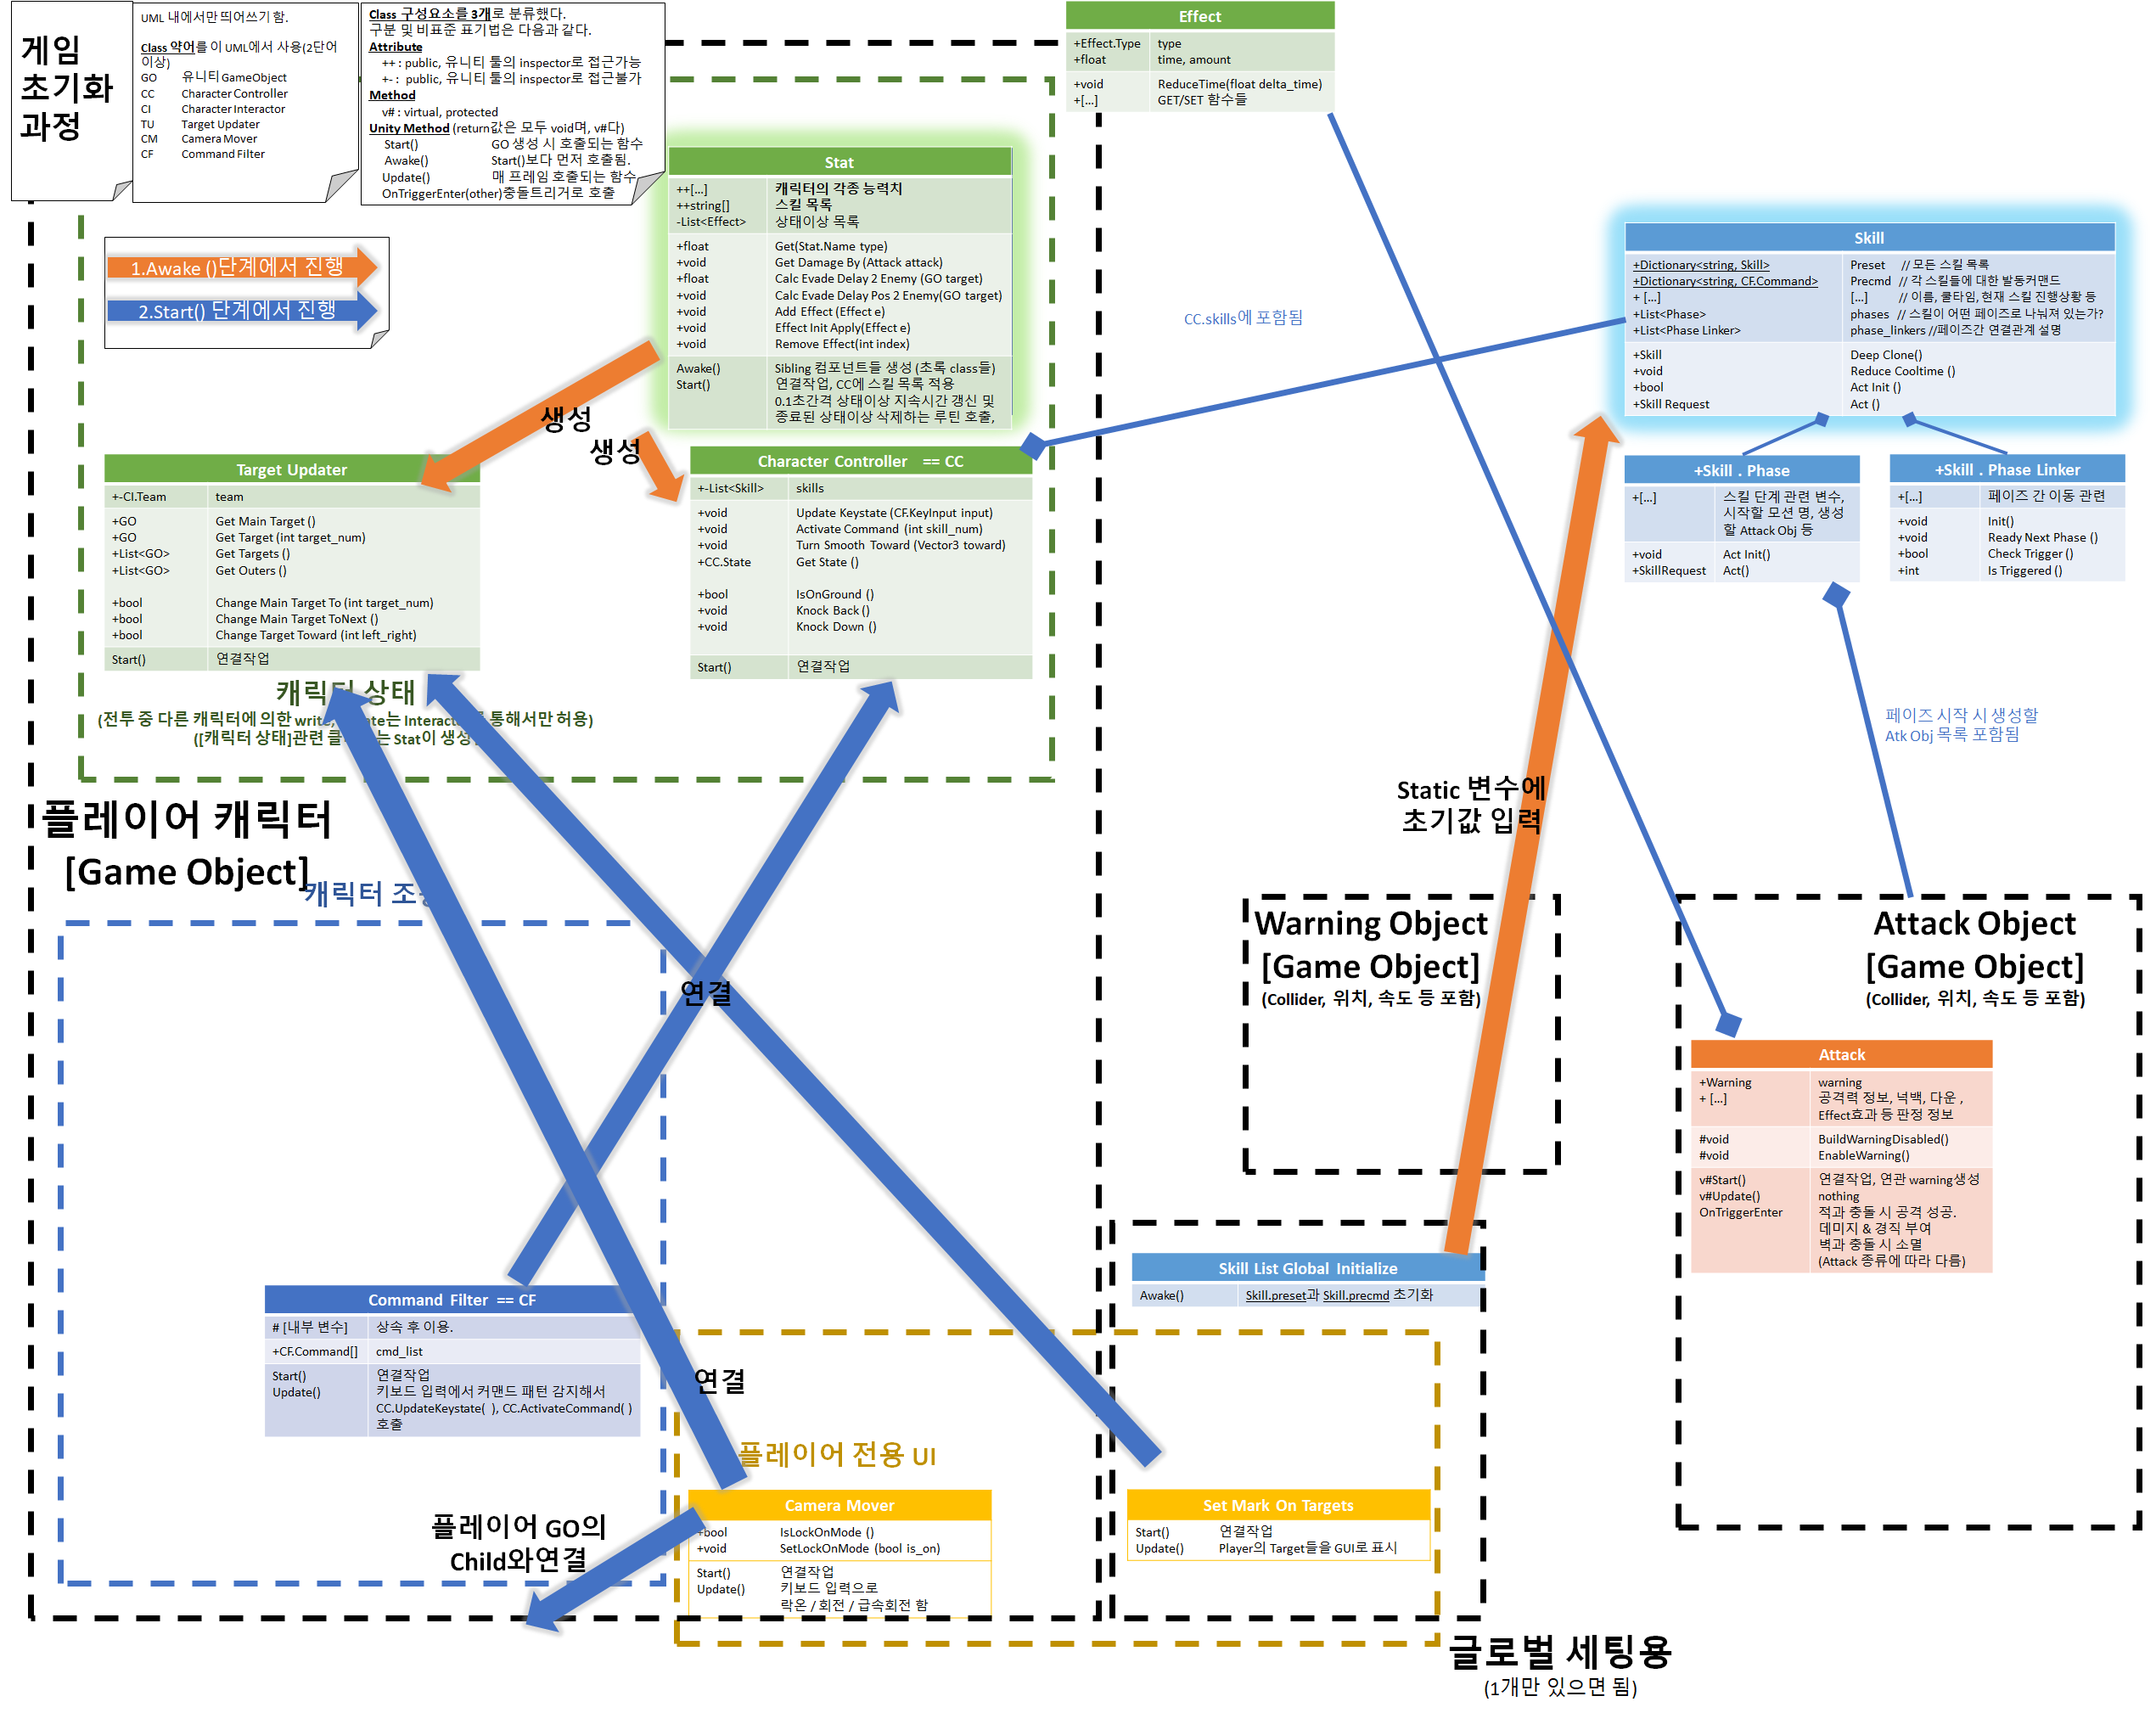 게임
초기화
과정
UML 내에서만 띄어쓰기 함.
Class 약어를 이 UML에서 사용(2단어
이상)
GO 유니티 GameObject
CC Character Controller
CI Character Interactor
TU Target Updater
CM Camera Mover
CF Command Filter
Class 구성요소를 3개로 분류했다.
구분 및 비표준 표기법은 다음과 같다.
Attribute
++ : public, 유니티 툴의 inspector로 접근가능
+- : public, 유니티 툴의 inspector로 접근불가
Method
v# : virtual, protected
Unity Method (return값은 모두 void며, v#다)
Start() GO 생성 시 호출되는 함수
Awake() Start()보다 먼저 호출됨.
Update() 매 프레임 호출되는 함수
OnTriggerEnter(other)충돌트리거로 호출
1.Awake ()단계에서 진행
2.Start() 단계에서 진행
Effect
+Effect.Type type
+float time, amount
+void ReduceTime(float delta_time)
+[...] GET/SET 함수들
Stat
++[...] 캐릭터의 각종 능력치
++string[] 스킬 목록
-List<Effect> 상태이상 목록
+float Get(Stat.Name type)
+void Get Damage By (Attack attack)
+float Calc Evade Delay 2 Enemy (GO target)
+void Calc Evade Delay Pos 2 Enemy(GO target)
+void Add Effect (Effect e)
+void Effect Init Apply(Effect e)
+void Remove Effect(int index)
Awake() Sibling 컴포넌트들 생성 (초록 class들)
Start() 연결작업, CC에 스킬 목록 적용
0.1초간격 상태이상 지속시간 갱신 및
종료된 상태이상 삭제하는 루틴 호출,
생성
생성
CC.skills에 포함됨
Skill
+Dictionary<string, Skill> Preset // 모든 스킬 목록
+Dictionary<string, CF.Command> Precmd // 각 스킬들에 대한 발동커맨드
+ [...] [...] // 이름, 쿨타임, 현재 스킬 진행상황 등
+List<Phase> phases // 스킬이 어떤 페이즈로 나눠져 있는가?
+List<Phase Linker> phase_linkers //페이즈간 연결관계 설명
+Skill Deep Clone()
+void Reduce Cooltime ()
+bool Act Init ()
+Skill Request Act ()
Target Updater
+-CI.Team team
+GO Get Main Target ()
+GO Get Target (int target_num)
+List<GO> Get Targets ()
+List<GO> Get Outers ()
+bool Change Main Target To (int target_num)
+bool Change Main Target ToNext ()
+bool Change Target Toward (int left_right)
Start() 연결작업
Character Controller == CC
+-List<Skill> skills
+void Update Keystate (CF.KeyInput input)
+void Activate Command (int skill_num)
+void Turn Smooth Toward (Vector3 toward)
+CC.State Get State ()
+bool IsOnGround ()
+void Knock Back ()
+void Knock Down ()
Start() 연결작업
+Skill . Phase
+[...] 스킬 단계 관련 변수,
시작할 모션 명, 생성
할 Attack Obj 등
+void Act Init()
+SkillRequest Act()
+Skill . Phase Linker
+[...] 페이즈 간 이동 관련
+void Init()
+void Ready Next Phase ()
+bool Check Trigger ()
+int Is Triggered ()
캐릭터 상태
(전투 중 다른 캐릭터에 의한 write, 는 통해서만 허용)
([캐릭터 상태]관련 Stat이 생성
페이즈 시작 시 생성할
Atk Obj 목록 포함됨
Static 변수에
초기값 입력
플레이어 캐릭터
[Game Object]
캐릭터
연결
Warning Object
[Game Object]
(Collider, 위치, 속도 등 포함)
Attack Object
[Game Object]
(Collider, 위치, 속도 등 포함)
Attack
+Warning warning
+ [...] 공격력 정보, 넉백, 다운 ,
Effect효과 등 판정 정보
#void BuildWarningDisabled()
#void EnableWarning()
v#Start() 연결작업, 연관 warning생성
v#Update() nothing
OnTriggerEnter 적과 충돌 시 공격 성공.
데미지 & 경직 부여
벽과 충돌 시 소멸
(Attack 종류에 따라 다름)
Skill List Global Initialize
Awake() Skill.preset과 Skill.precmd 초기화
Command Filter == CF
# [내부 변수] 상속 후 이용.
+CF.Command[] cmd_list
Start() 연결작업
Update() 키보드 입력에서 커맨드 패턴 감지해서
CC.UpdateKeystate( ), CC.ActivateCommand( )
호출
연결
플레이어 전용 UI
플레이어 GO의
Child와연결
Camera Mover
+bool IsLockOnMode ()
+void SetLockOnMode (bool is_on)
Start() 연결작업
Update() 키보드 입력으로
락온 / 회전 / 급속회전 함
Set Mark On Targets
Start() 연결작업
Update() Player의 Target들을 GUI로 표시
글로벌 세팅용
(1개만 있으면 됨)